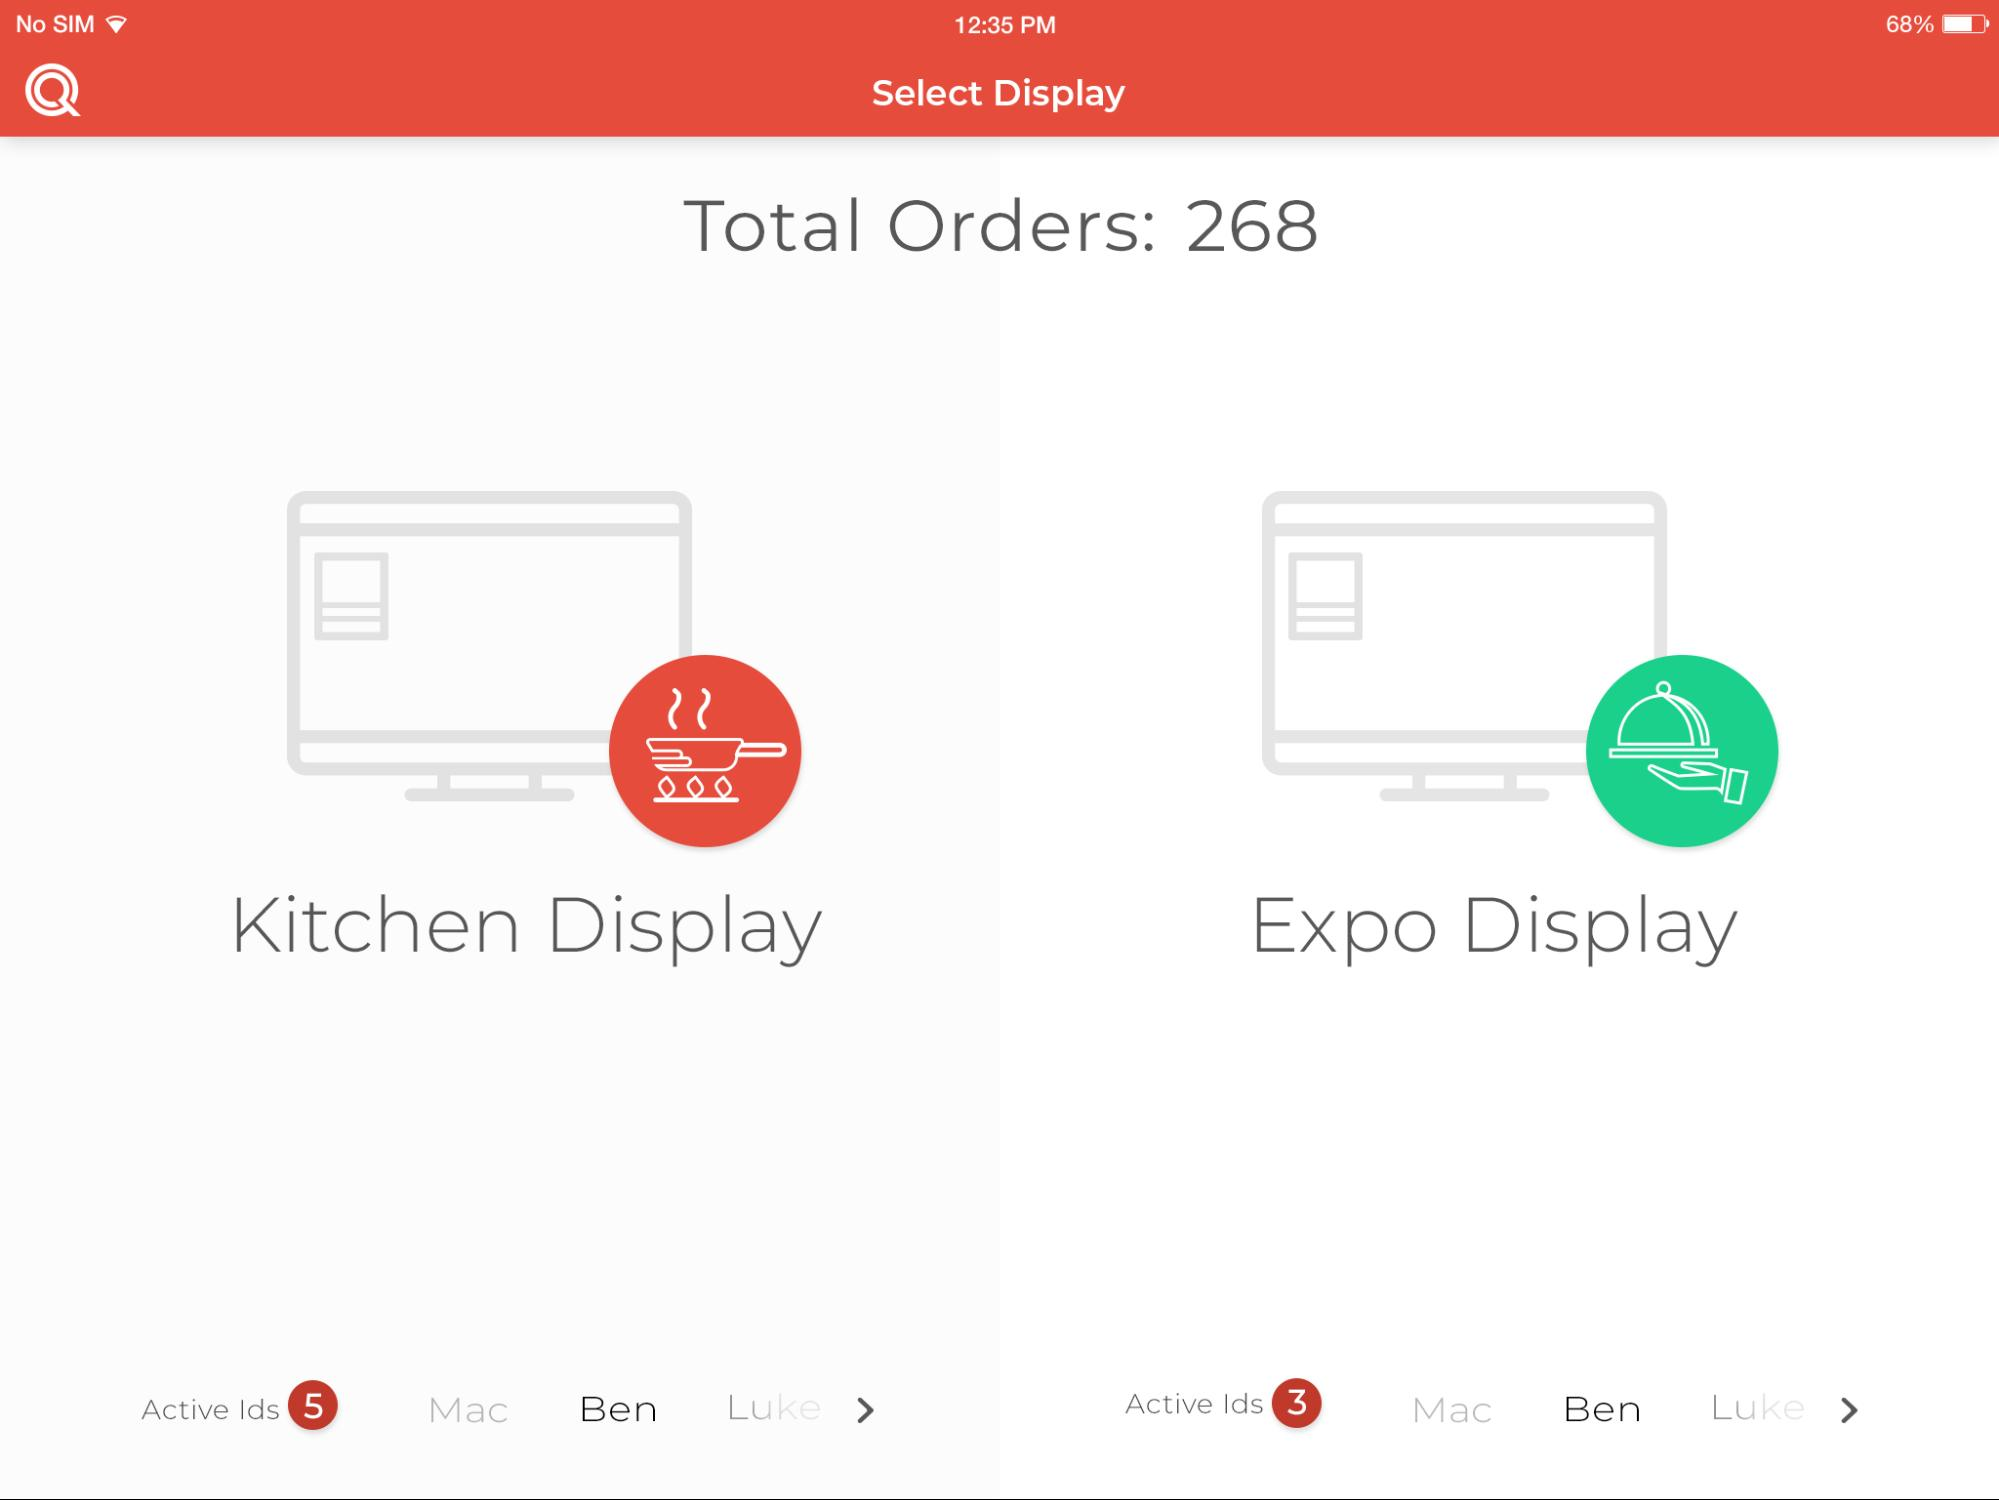 No SIM 12:35 PM 68%
Select Display
Total Orders: 268
Kitchen Display
Expo Display
Active Ids 5 Mac Ben Luke
Active Ids 3 Mac Ben Luke